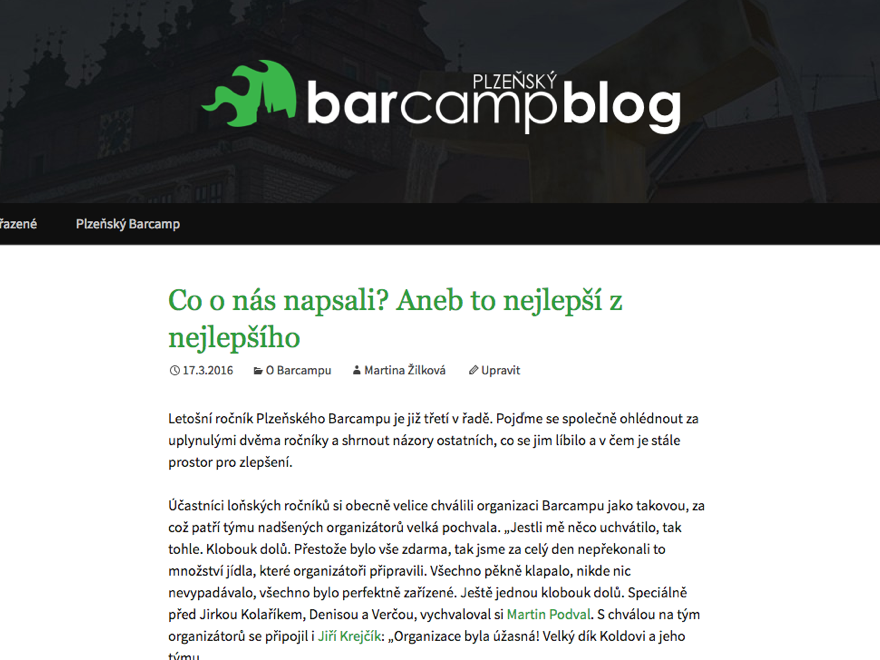 PLZEŇSKÝ
barcampblog
řazené Plzeňský Barcamp
Co o nás napsali? Aneb to nejlepší z
nejlepšího
17.3.2016 O Barcampu Martina Žilková Upravit
Letošní ročník Plzeňského Barcampu je již třetí v řadě. Pojďme se společně ohlédnout za
uplynulými dvěma ročníky a shrnout názory ostatních, co se jim líbilo a v čem je stále
prostor pro zlepšení.
Účastníci loňských ročníků si obecně velice chválili organizaci Barcampu jako takovou, za
což patří týmu nadšených organizátorů velká pochvala. „Jestli mě něco uchvátilo, tak
tohle. Klobouk dolů. Přestože bylo vše zdarma, tak jsme za celý den nepřekonali to
množství jídla, které organizátoři připravili. Všechno pěkně klapalo, nikde nic
nevypadávalo, všechno bylo perfektně zařízené. Ještě jednou klobouk dolů. Speciálně
před Jirkou Kolaříkem, Denisou a Verčou, vychvaloval si Martin Podval. S chválou na tým
organizátorů se připojil i Jiří Krejčík: „Organizace byla úžasná! Velký dík Koldovi a jeho
týmu